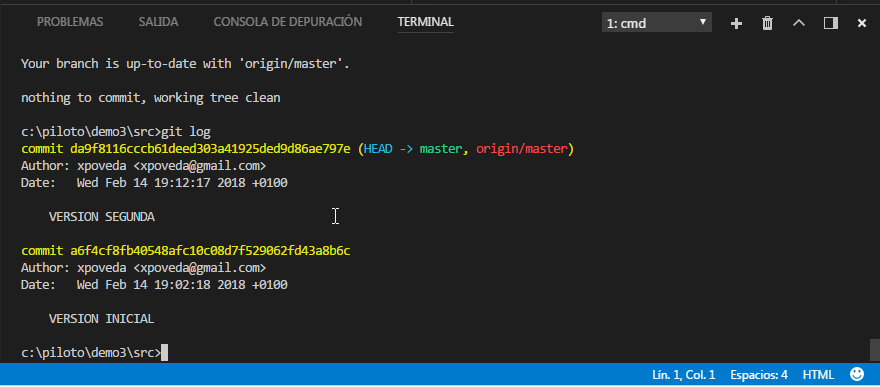 PROBLEMAS SALIDA CONSOLA DE DEPURACIÓN TERMINAL 1: cmd
Your branch is up-to-date with 'origin/master'.
nothing to commit, working tree clean
c:\piloto\demo3\src>git log
commit da9f8116cccb61deed303a41925ded9d86ae797e (HEAD -> master, origin/master)
Author: xpoveda <xpoveda@gmail.com>
Date:   Wed Feb 14 19:12:17 2018 +0100
    VERSION SEGUNDA
commit a6f4cf8fb40548afc10c08d7f529062fd43a8b6c
Author: xpoveda <xpoveda@gmail.com>
Date:   Wed Feb 14 19:02:18 2018 +0100
    VERSION INICIAL
c:\piloto\demo3\src>
Lín. 1, Col. 1 Espacios: 4 HTML